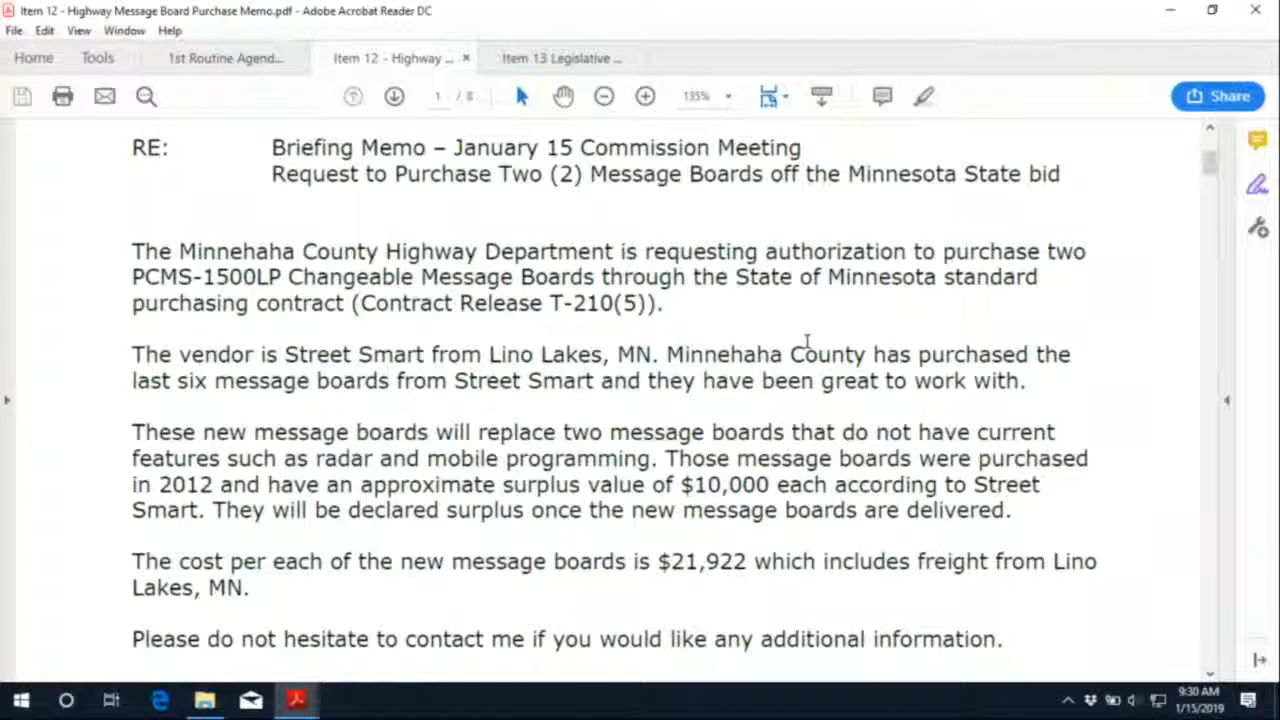 Item 12 - Highway Message Board Purchase Memo.pdf - Adobe Acrobat Reader DC
File Edit View Window Help
Home Tools 1st Routine Agend... Item 12 - Highway ... × Item 13 Legislative ...
1 / 8 135% Share
RE: Briefing Memo – January 15 Commission Meeting
Request to Purchase Two (2) Message Boards off the Minnesota State bid
The Minnehaha County Highway Department is requesting authorization to purchase two
PCMS-1500LP Changeable Message Boards through the State of Minnesota standard
purchasing contract (Contract Release T-210(5)).
The vendor is Street Smart from Lino Lakes, MN. Minnehaha County has purchased the
last six message boards from Street Smart and they have been great to work with.
These new message boards will replace two message boards that do not have current
features such as radar and mobile programming. Those message boards were purchased
in 2012 and have an approximate surplus value of $10,000 each according to Street
Smart. They will be declared surplus once the new message boards are delivered.
The cost per each of the new message boards is $21,922 which includes freight from Lino
Lakes, MN.
Please do not hesitate to contact me if you would like any additional information.
9:30 AM
1/15/2019